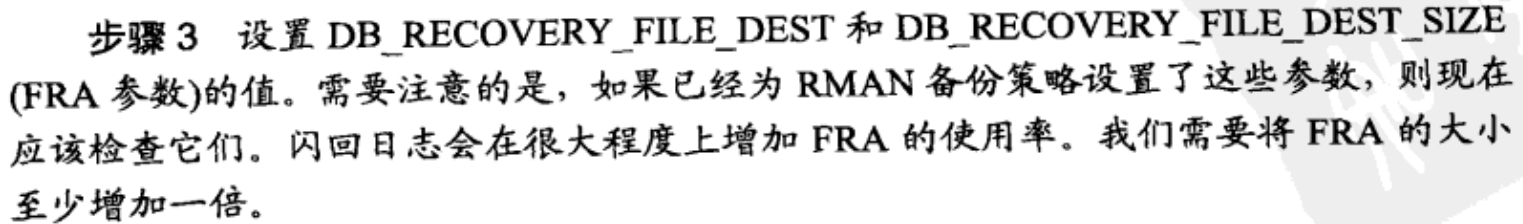 步骤 3 设置 DB_RECOVERY_FILE_DEST 和 DB_RECOVERY_FILE_DEST_SIZE
(FRA 参数)的值。需要注意的是，如果已经为 RMAN 备份策略设置了这些参数，则现在
应该检查它们。闪回日志会在很大程度上增加 FRA 的使用率。我们需要将 FRA 的大小
至少增加一倍。